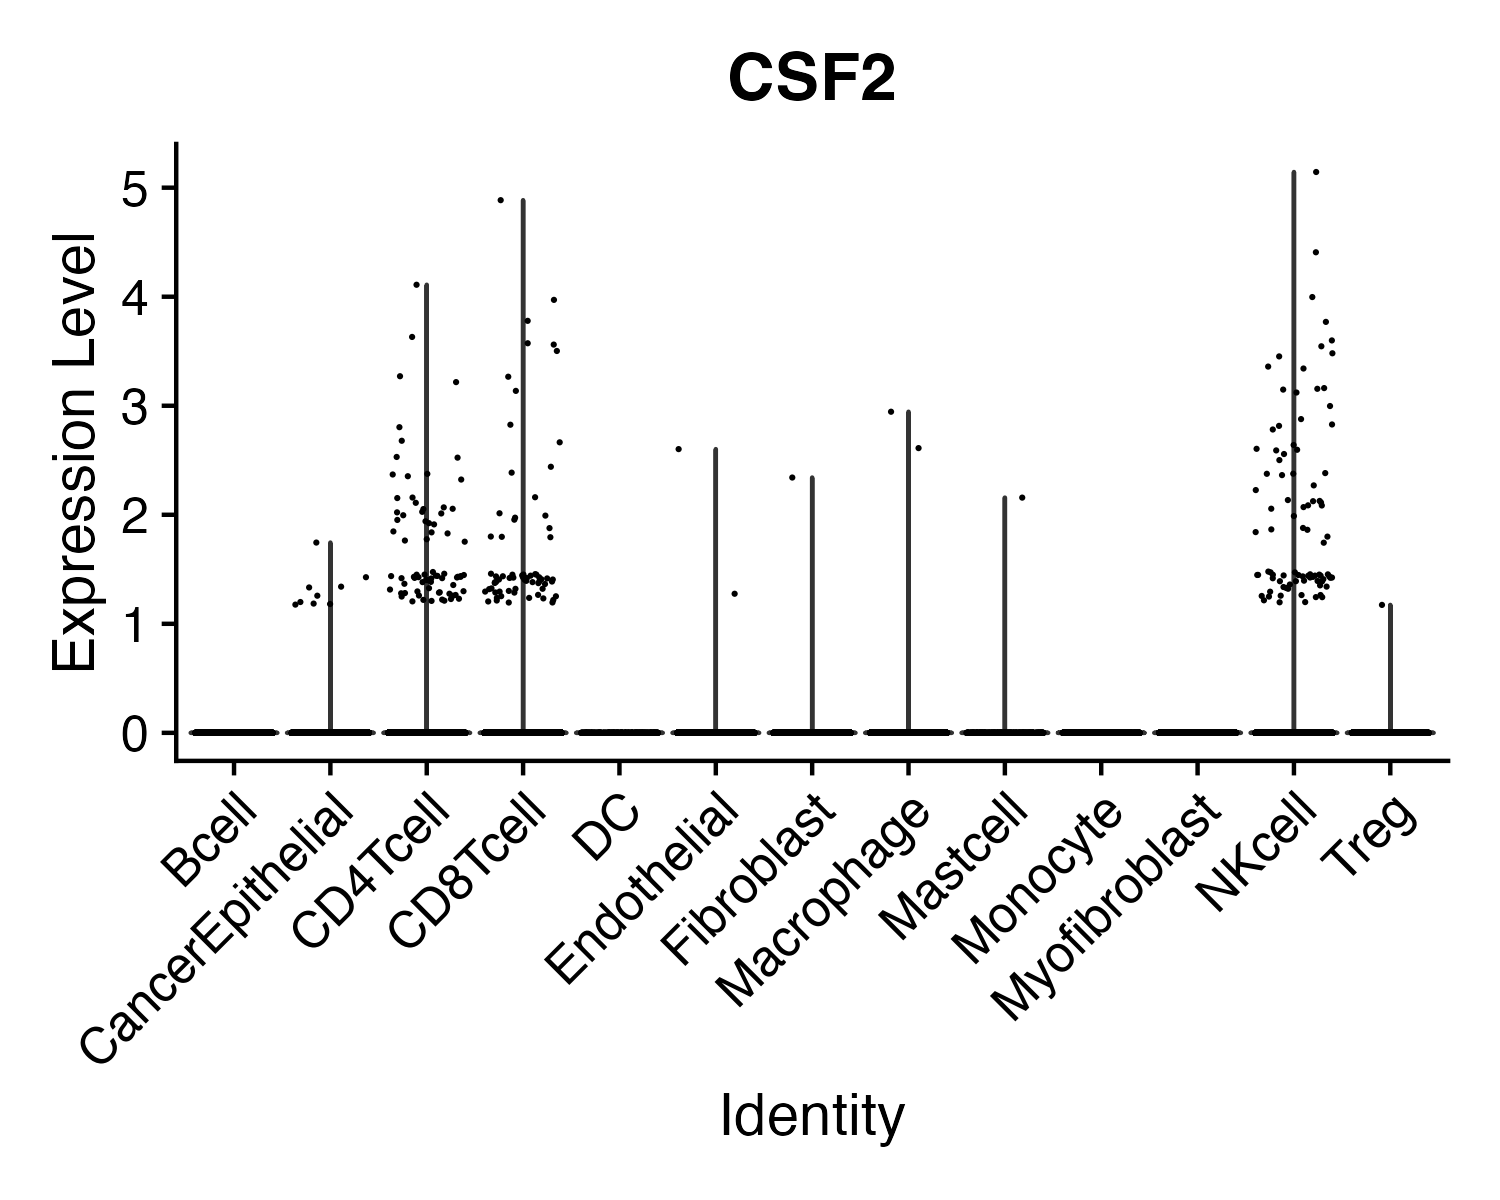 CSF2
Expression Level
5
4
3
2
1
0
Bcell
CancerEpithelial
CD4Tcell
CD8Tcell
DC
Endothelial
Fibroblast
Macrophage
Mastcell
Monocyte
Myofibroblast
NKcell
Treg
Identity